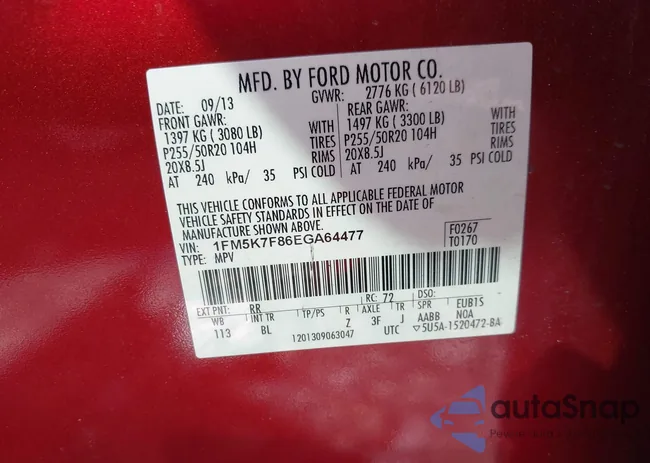 MFD. BY FORD MOTOR CO.
DATE: 09/13 GVWR: 2776 KG ( 6120 LB)
FRONT GAWR: REAR GAWR:
1397 KG ( 3080 LB) WITH 1497 KG ( 3300 LB) WITH
P255/50R20 104H TIRES P255/50R20 104H TIRES
20X8.5J RIMS 20X8.5J RIMS
AT 240 kPa/ 35 PSI COLD AT 240 kPa/ 35 PSI COLD
THIS VEHICLE CONFORMS TO ALL APPLICABLE FEDERAL MOTOR
VEHICLE SAFETY STANDARDS IN EFFECT ON THE DATE OF
MANUFACTURE SHOWN ABOVE.
VIN: 1FM5K7F86EGA64477 F0267
TYPE: MPV T0170
EXT PNT: RR RC: 72 DSO:
WB INT TR TP/PS R AXLE TR SPR EUB1S
113 BL Z 3F J AABB NOA
1201309063047 UTC ▽5U5A-1520472-BA
autoSnap